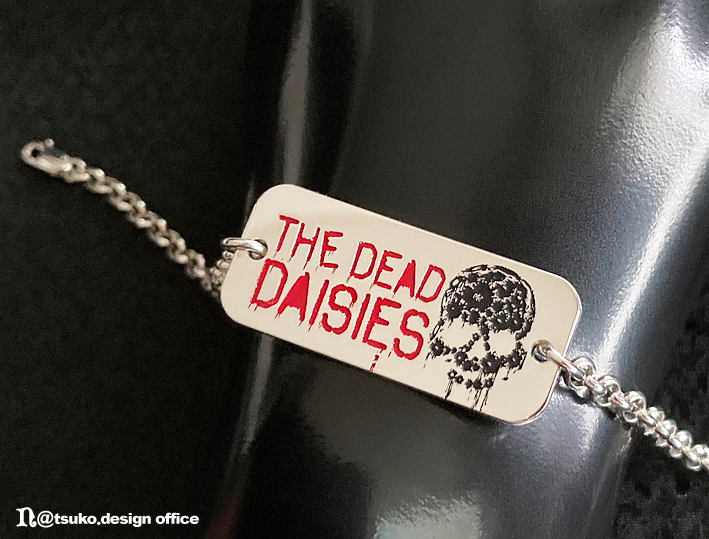 THE DEAD
DAISIES
n@tsuko.design office